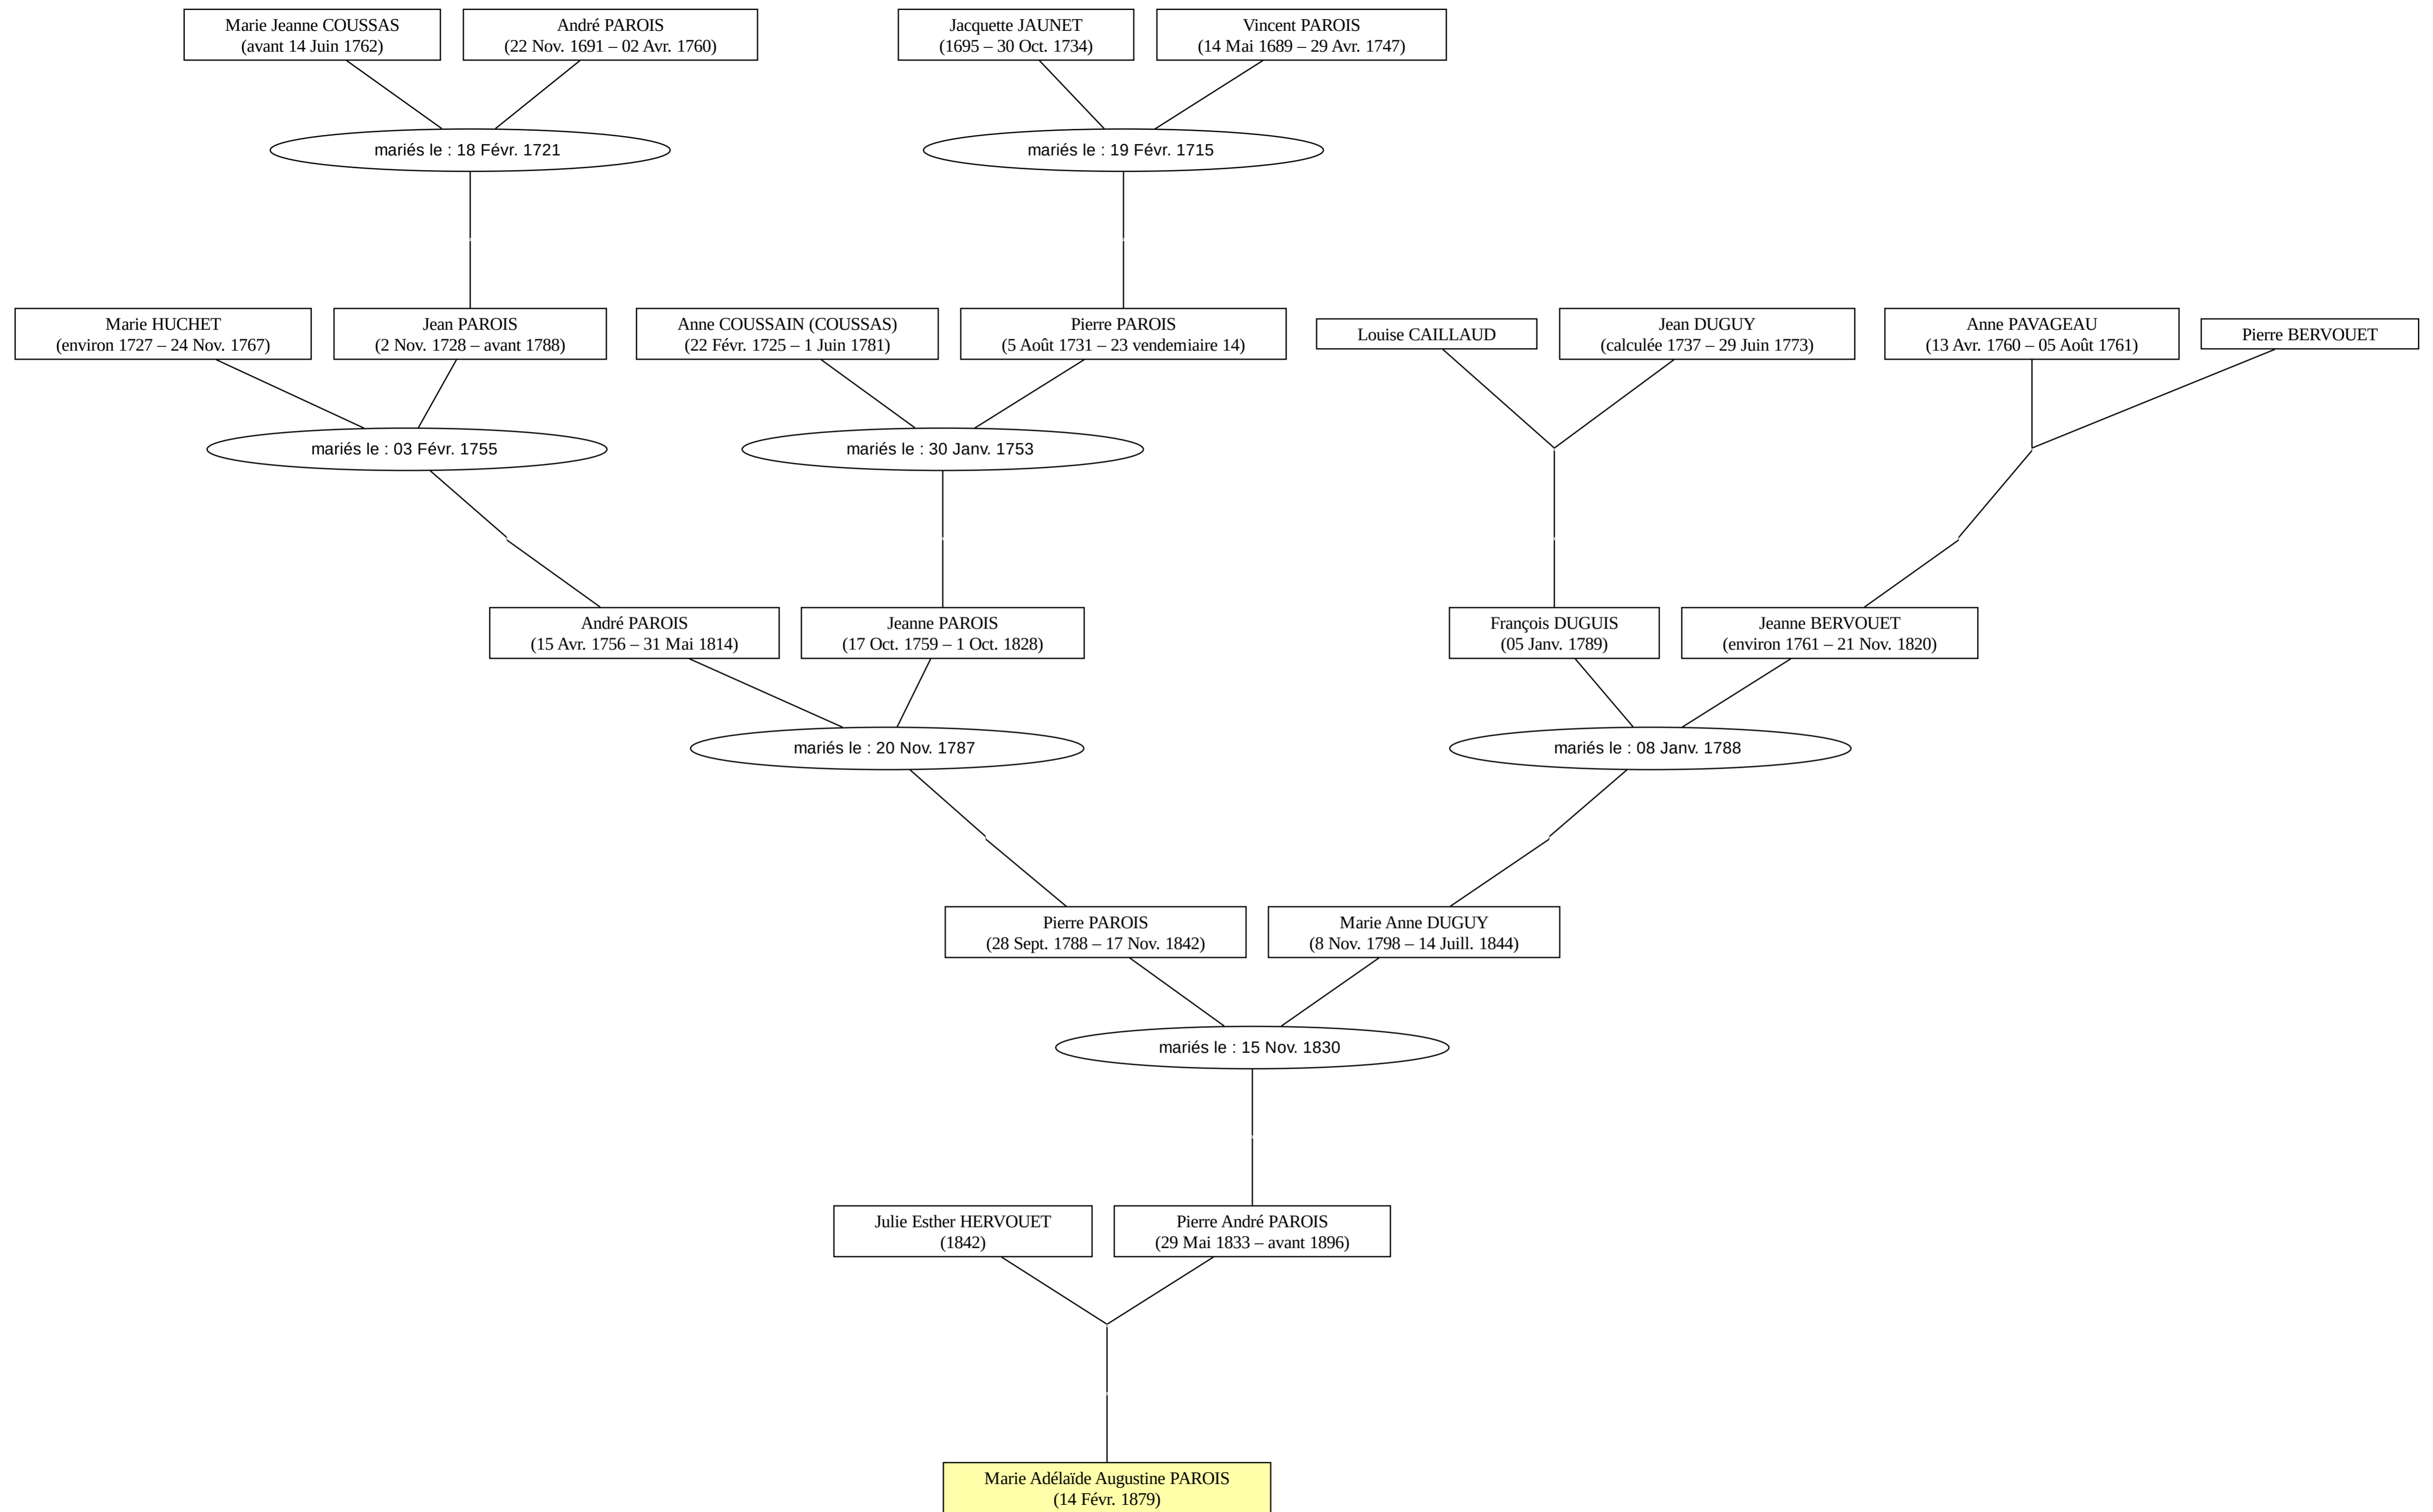 Marie Jeanne COUSSAS
(avant 14 Juin 1762)
André PAROIS
(22 Nov. 1691 – 02 Avr. 1760)
Jacquette JAUNET
(1695 – 30 Oct. 1734)
Vincent PAROIS
(14 Mai 1689 – 29 Avr. 1747)
mariés le : 18 Févr. 1721
mariés le : 19 Févr. 1715
Marie HUCHET
(environ 1727 – 24 Nov. 1767)
Jean PAROIS
(2 Nov. 1728 – avant 1788)
Anne COUSSAIN (COUSSAS)
(22 Févr. 1725 – 1 Juin 1781)
Pierre PAROIS
(5 Août 1731 – 23 vendemiaire 14)
Louise CAILLAUD
Jean DUGUY
(calculée 1737 – 29 Juin 1773)
Anne PAVAGEAU
(13 Avr. 1760 – 05 Août 1761)
Pierre BERVOUET
mariés le : 03 Févr. 1755
mariés le : 30 Janv. 1753
André PAROIS
(15 Avr. 1756 – 31 Mai 1814)
Jeanne PAROIS
(17 Oct. 1759 – 1 Oct. 1828)
François DUGUIS
(05 Janv. 1789)
Jeanne BERVOUET
(environ 1761 – 21 Nov. 1820)
mariés le : 20 Nov. 1787
mariés le : 08 Janv. 1788
Pierre PAROIS
(28 Sept. 1788 – 17 Nov. 1842)
Marie Anne DUGUY
(8 Nov. 1798 – 14 Juill. 1844)
mariés le : 15 Nov. 1830
Julie Esther HERVOUET
(1842)
Pierre André PAROIS
(29 Mai 1833 – avant 1896)
Marie Adélaïde Augustine PAROIS
(14 Févr. 1879)